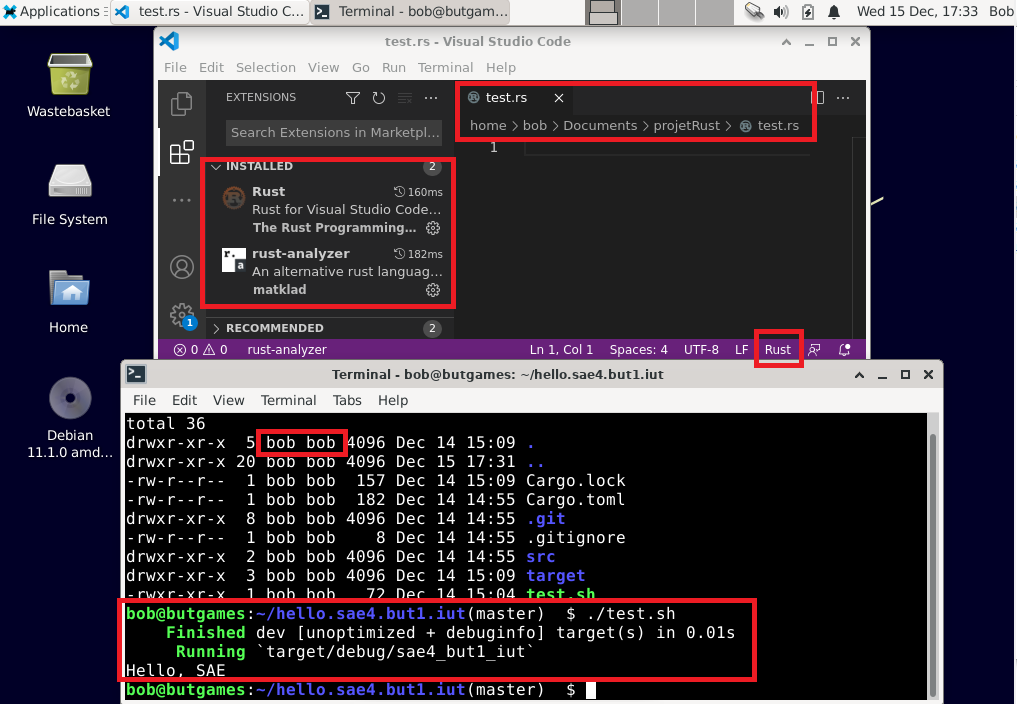 Applications
test.rs - Visual Studio C...
Terminal - bob@butgam...
Wed 15 Dec, 17:33
Bob
Wastebasket
File System
Home
Debian
11.1.0 amd...
test.rs - Visual Studio Code
File Edit Selection View Go Run Terminal Help
EXTENSIONS
Search Extensions in Marketpl...
INSTALLED 2
Rust 160ms
Rust for Visual Studio Code...
The Rust Programming...
rust-analyzer 182ms
An alternative rust languag...
matklad
RECOMMENDED 2
1
test.rs
home > bob > Documents > projetRust > test.rs
1
0 0 rust-analyzer Ln 1, Col 1 Spaces: 4 UTF-8 LF Rust
Terminal - bob@butgames: ~/hello.sae4.but1.iut
File Edit View Terminal Tabs Help
total 36
drwxr-xr-x 5 bob bob 4096 Dec 14 15:09 .
drwxr-xr-x 20 bob bob 4096 Dec 15 17:31 ..
-rw-r--r-- 1 bob bob 157 Dec 14 15:09 Cargo.lock
-rw-r--r-- 1 bob bob 182 Dec 14 14:55 Cargo.toml
drwxr-xr-x 8 bob bob 4096 Dec 14 14:55 .git
-rw-r--r-- 1 bob bob 8 Dec 14 14:55 .gitignore
drwxr-xr-x 2 bob bob 4096 Dec 14 14:55 src
drwxr-xr-x 3 bob bob 4096 Dec 14 15:09 target
-rwxr-xr-x 1 bob bob 72 Dec 14 15:04 test.sh
bob@butgames:~/hello.sae4.but1.iut(master) $ ./test.sh
Finished dev [unoptimized + debuginfo] target(s) in 0.01s
Running `target/debug/sae4_but1_iut`
Hello, SAE
bob@butgames:~/hello.sae4.but1.iut(master) $